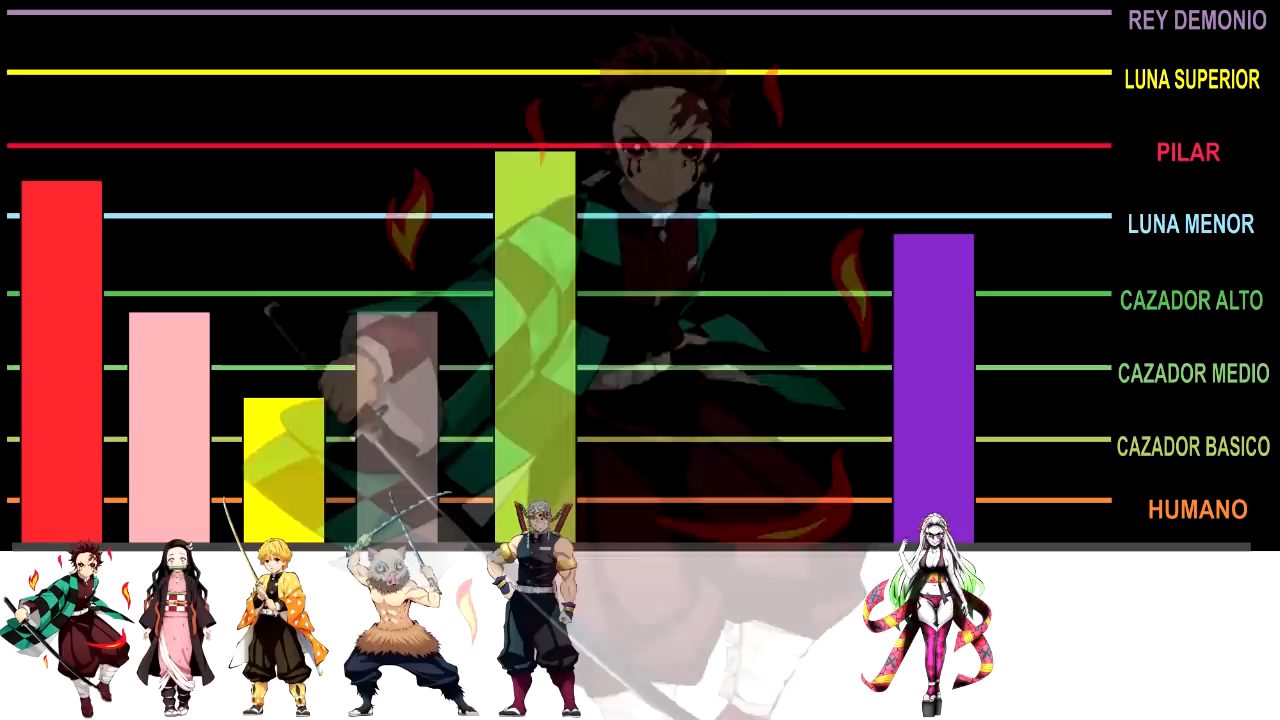 REY DEMONIO
LUNA SUPERIOR
PILAR
LUNA MENOR
CAZADOR ALTO
CAZADOR MEDIO
CAZADOR BASICO
HUMANO